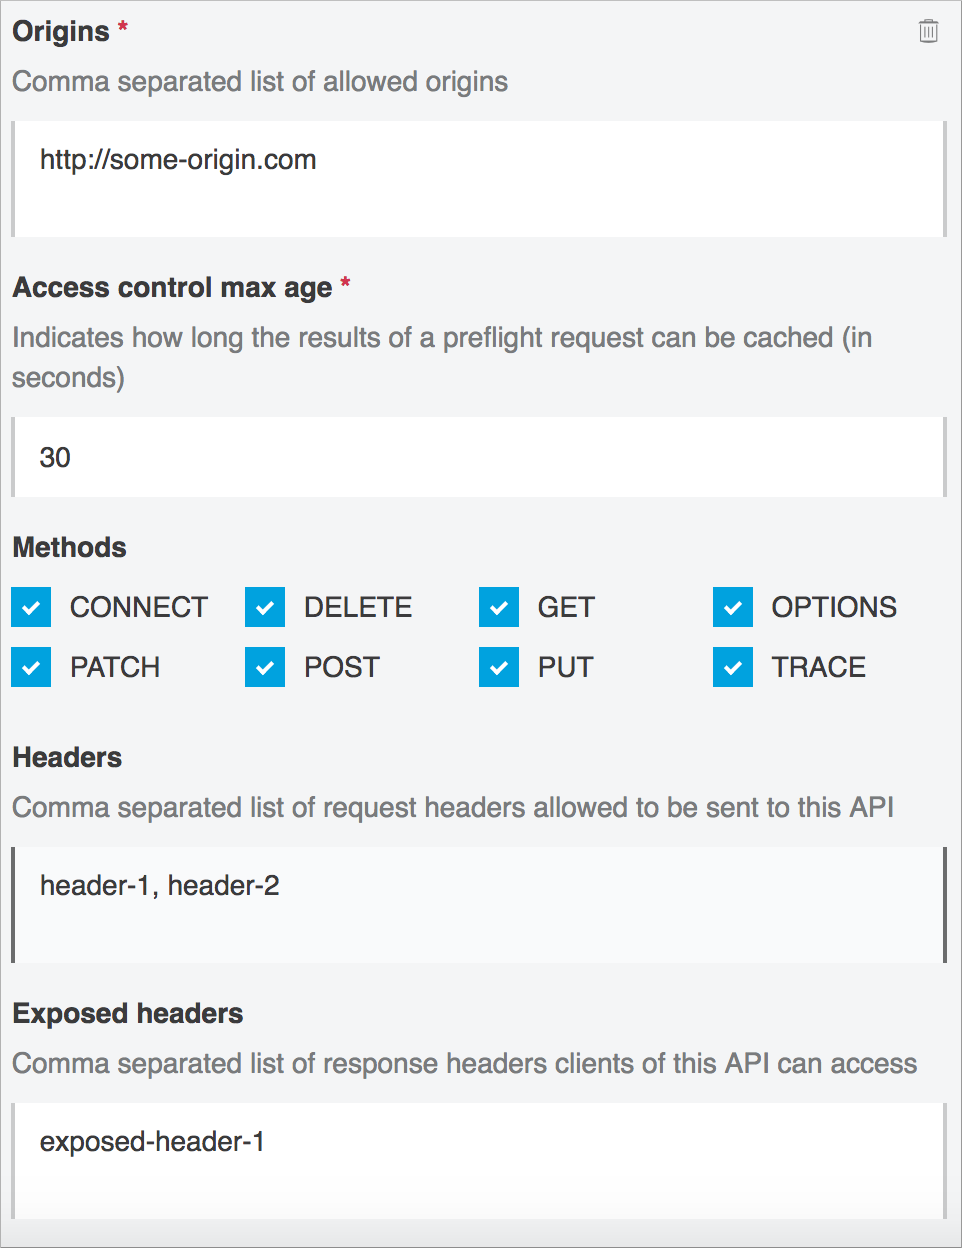 Origins *
Comma separated list of allowed origins
http://some-origin.com
Access control max age *
Indicates how long the results of a preflight request can be cached (in
seconds)
30
Methods
CONNECT DELETE GET OPTIONS
PATCH POST PUT TRACE
Headers
Comma separated list of request headers allowed to be sent to this API
header-1, header-2
Exposed headers
Comma separated list of response headers clients of this API can access
exposed-header-1